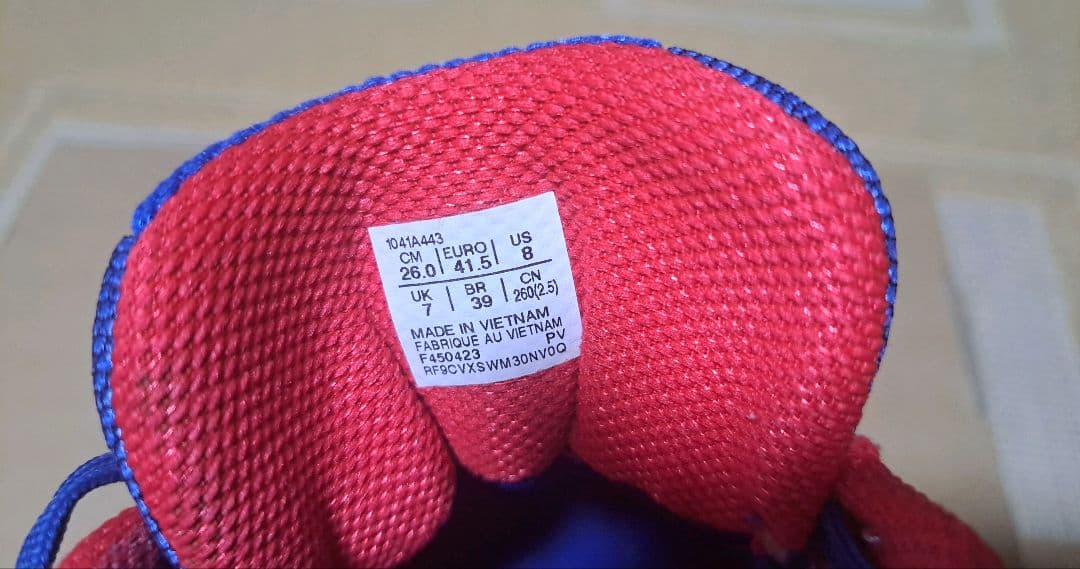 1041A443
CM | EURO | US
26.0 | 41.5 | 8
UK | BR | CN
7 | 39 | 260(2.5)
MADE IN VIETNAM
FABRIQUE AU VIETNAM
F450423 PV
RF9CVXSWM30NV0Q